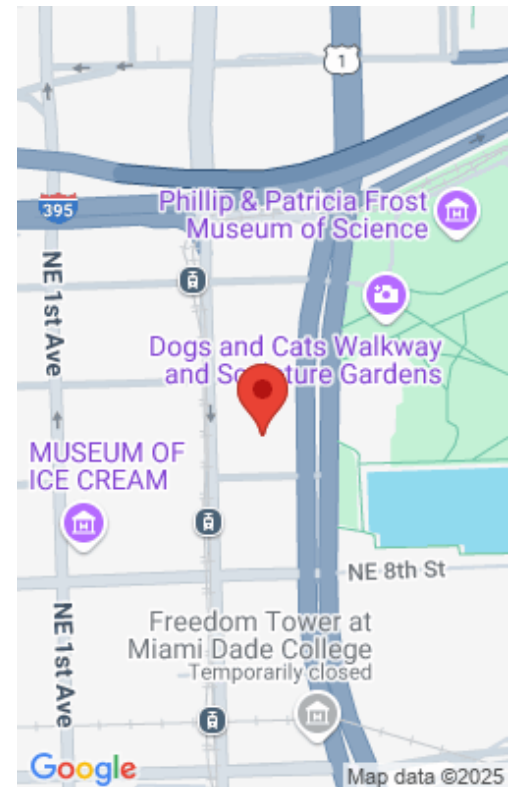 1
395
Phillip & Patricia Frost
Museum of Science
NE 1st Ave
Dogs and Cats Walkway
and Sculpture Gardens
MUSEUM OF
ICE CREAM
NE 8th St
NE 1st Ave
Freedom Tower at
Miami Dade College
Temporarily closed
Google
Map data ©2025